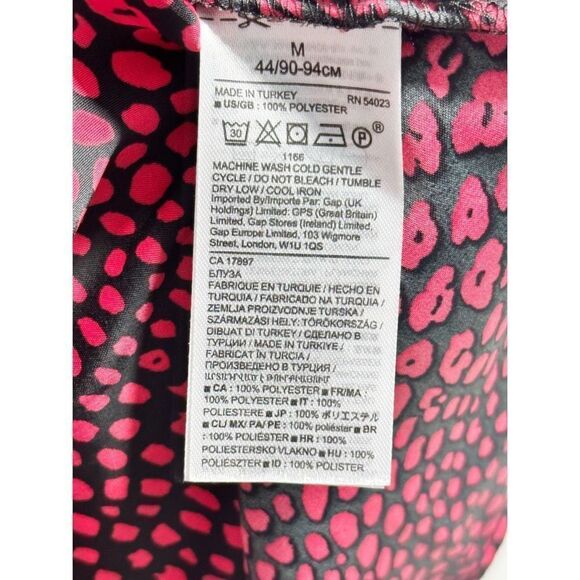 M
44/90-94см
MADE IN TURKEY RN 54023
■ US/GB : 100% POLYESTER
30 P ®
1166
MACHINE WASH COLD GENTLE
CYCLE / DO NOT BLEACH / TUMBLE
DRY LOW / COOL IRON
Imported By/Importe Par: Gap (UK
Holdings) Limited: GPS (Great Britain)
Limited, Gap Stores (Ireland) Limited.
Gap Europe Limited, 103 Wigmore
Street, London, W1U 1QS
CA 17897
БЛУЗА
FABRIQUE EN TURQUIE / HECHO EN
TURQUIA / FABRICADO NA TURQUIA /
ZEMLJA PROIZVODNJE TURSKA /
SZÁRMAZÁSI HELY: TÖRÖKORSZÁG /
DIBUAT DI TURKEY / СДЕЛАНО В
ТУРЦИИ / MADE IN TURKIYE /
FABRICAT ÎN TURCIA /
ПРОИЗВЕДЕНО В ТУРЦИЯ /
■ CA : 100% POLYESTER ■ FR/MA :
100% POLYESTER ■ IT : 100%
POLIESTERE ■ JP : 100% ポリエステル
■ CL/ MX/ PA/ PE : 100% poliéster ■ BR
: 100% POLIÉSTER ■ HR : 100%
POLIESTERSKO VLAKNO ■ HU : 100%
POLIÉSZTER ■ ID : 100% POLISTER